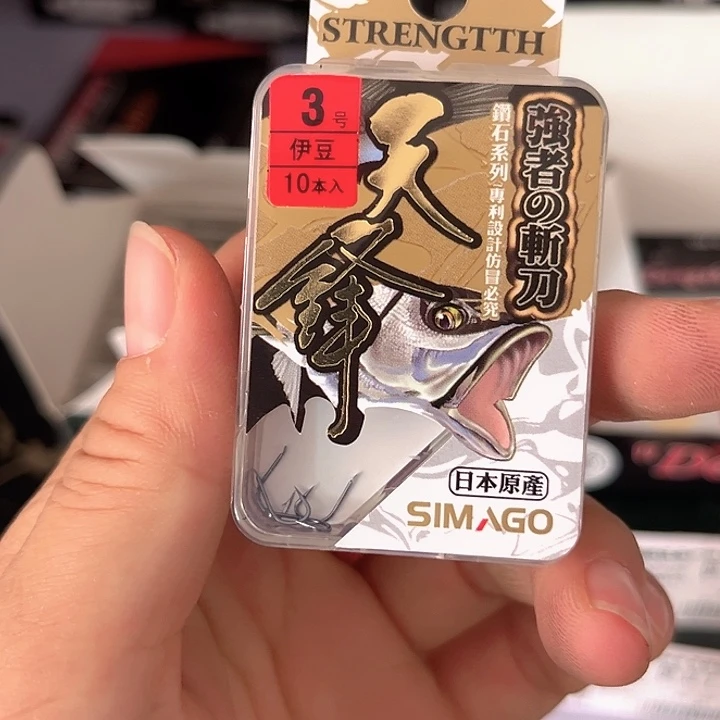 STRENGTTH
3号
伊豆
10本入
天鋒
強者の斬刀
鑽石系列 專利設計仿冒必究
日本原產
SIMAGO